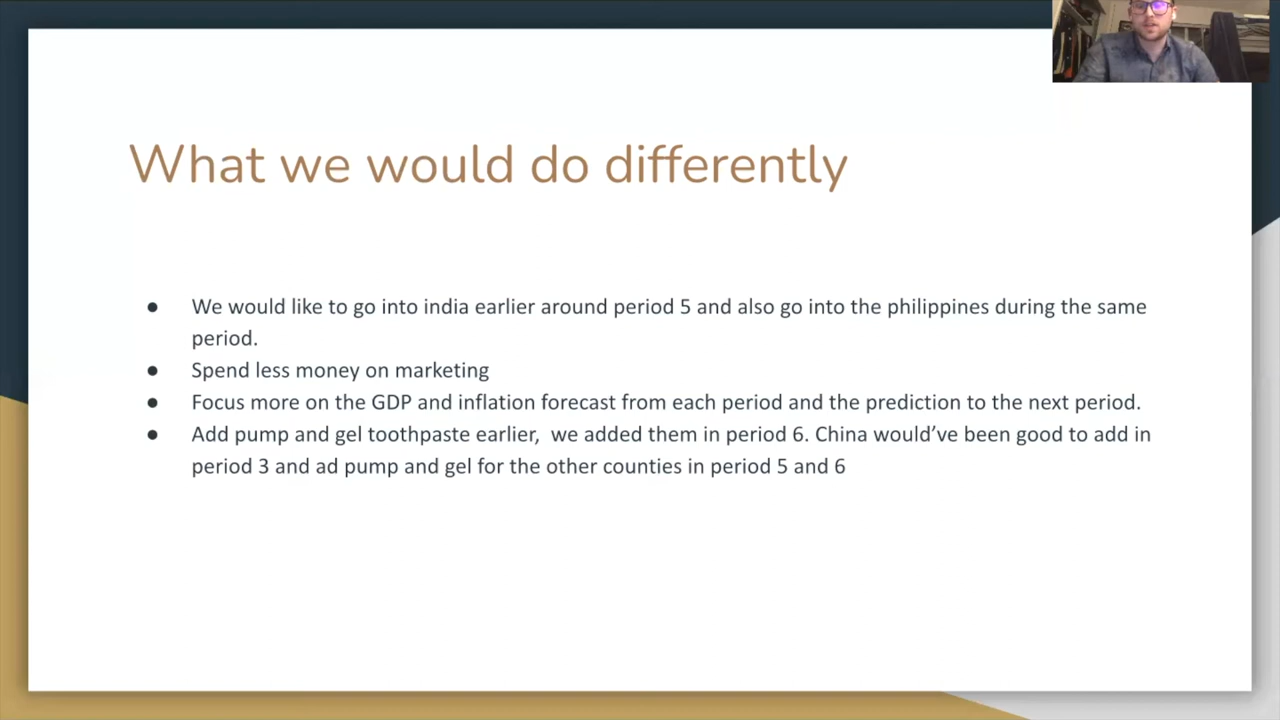 What we would do differently
● We would like to go into india earlier around period 5 and also go into the philippines during the same
period.
● Spend less money on marketing
● Focus more on the GDP and inflation forecast from each period and the prediction to the next period.
● Add pump and gel toothpaste earlier,  we added them in period 6. China would’ve been good to add in
period 3 and ad pump and gel for the other counties in period 5 and 6